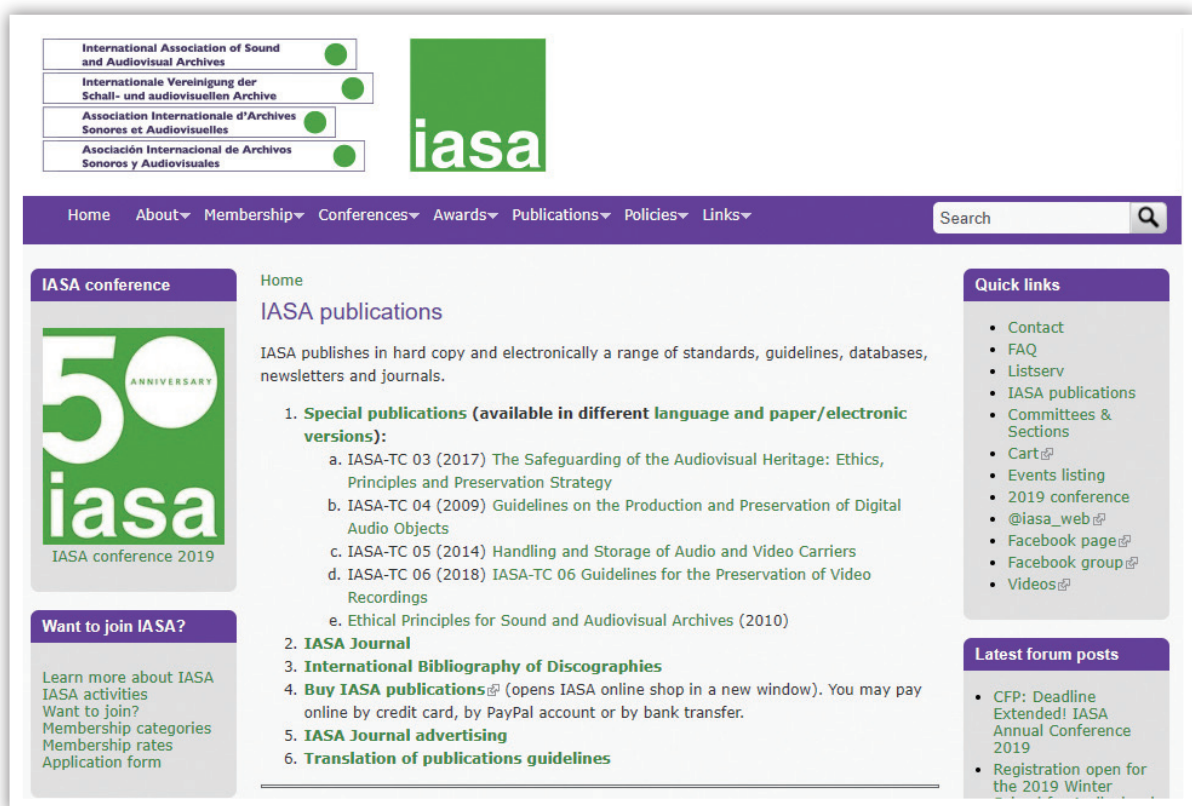 International Association of Sound
and Audiovisual Archives
Internationale Vereinigung der
Schall- und audiovisuellen Archive
Association Internationale d'Archives
Sonores et Audiovisuelles
Asociación Internacional de Archivos
Sonoros y Audiovisuales
iasa
Home About Membership Conferences Awards Publications Policies Links
Search
IASA conference
50
ANNIVERSARY
iasa
IASA conference 2019
Want to join IASA?
Learn more about IASA
IASA activities
Want to join?
Membership categories
Membership rates
Application form
Home
IASA publications
IASA publishes in hard copy and electronically a range of standards, guidelines, databases,
newsletters and journals.
1. Special publications (available in different language and paper/electronic
versions):
a. IASA-TC 03 (2017) The Safeguarding of the Audiovisual Heritage: Ethics,
Principles and Preservation Strategy
b. IASA-TC 04 (2009) Guidelines on the Production and Preservation of Digital
Audio Objects
c. IASA-TC 05 (2014) Handling and Storage of Audio and Video Carriers
d. IASA-TC 06 (2018) IASA-TC 06 Guidelines for the Preservation of Video
Recordings
e. Ethical Principles for Sound and Audiovisual Archives (2010)
2. IASA Journal
3. International Bibliography of Discographies
4. Buy IASA publications (opens IASA online shop in a new window). You may pay
online by credit card, by PayPal account or by bank transfer.
5. IASA Journal advertising
6. Translation of publications guidelines
Quick links
• Contact
• FAQ
• Listserv
• IASA publications
• Committees &
Sections
• Cart
• Events listing
• 2019 conference
• @iasa_web
• Facebook page
• Facebook group
• Videos
Latest forum posts
• CFP: Deadline
Extended! IASA
Annual Conference
2019
• Registration open for
the 2019 Winter